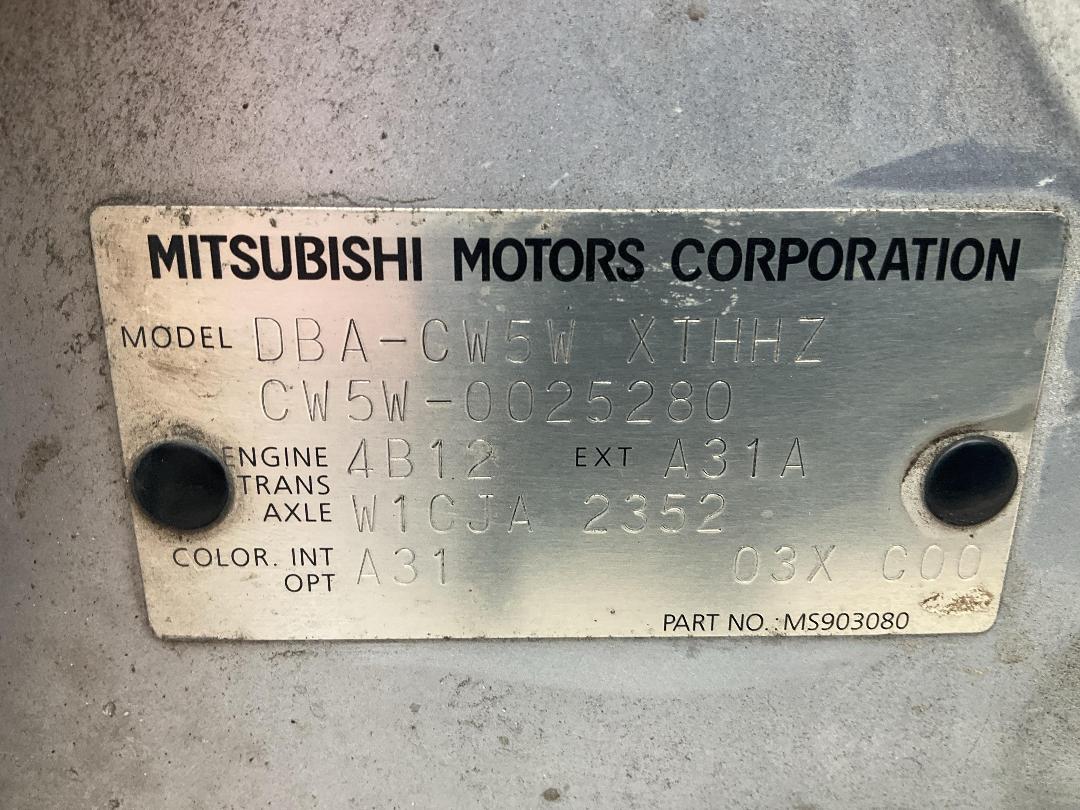 MITSUBISHI MOTORS CORPORATION
MODEL DBA-CW5W XTHHZ
CW5W-0025280
ENGINE 4B12 EXT A31A
TRANS
AXLE W1CJA 2352
COLOR. INT A31 03X C00
OPT
PART NO.: MS903080